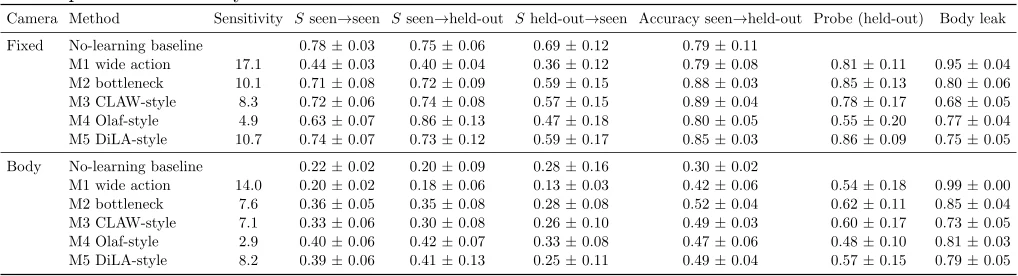 Camera Method Sensitivity S seen→seen S seen→held-out S held-out→seen Accuracy seen→held-out Probe (held-out) Body leak
Fixed No-learning baseline 0.78 ± 0.03 0.75 ± 0.06 0.69 ± 0.12 0.79 ± 0.11
M1 wide action 17.1 0.44 ± 0.03 0.40 ± 0.04 0.36 ± 0.12 0.79 ± 0.08 0.81 ± 0.11 0.95 ± 0.04
M2 bottleneck 10.1 0.71 ± 0.08 0.72 ± 0.09 0.59 ± 0.15 0.88 ± 0.03 0.85 ± 0.13 0.80 ± 0.06
M3 CLAW-style 8.3 0.72 ± 0.06 0.74 ± 0.08 0.57 ± 0.15 0.89 ± 0.04 0.78 ± 0.17 0.68 ± 0.05
M4 Olaf-style 4.9 0.63 ± 0.07 0.86 ± 0.13 0.47 ± 0.18 0.80 ± 0.05 0.55 ± 0.20 0.77 ± 0.04
M5 DiLA-style 10.7 0.74 ± 0.07 0.73 ± 0.12 0.59 ± 0.17 0.85 ± 0.03 0.86 ± 0.09 0.75 ± 0.05
Body No-learning baseline 0.22 ± 0.02 0.20 ± 0.09 0.28 ± 0.16 0.30 ± 0.02
M1 wide action 14.0 0.20 ± 0.02 0.18 ± 0.06 0.13 ± 0.03 0.42 ± 0.06 0.54 ± 0.18 0.99 ± 0.00
M2 bottleneck 7.6 0.36 ± 0.05 0.35 ± 0.08 0.28 ± 0.08 0.52 ± 0.04 0.62 ± 0.11 0.85 ± 0.04
M3 CLAW-style 7.1 0.33 ± 0.06 0.30 ± 0.08 0.26 ± 0.10 0.49 ± 0.03 0.60 ± 0.17 0.73 ± 0.05
M4 Olaf-style 2.9 0.40 ± 0.06 0.42 ± 0.07 0.33 ± 0.08 0.47 ± 0.06 0.48 ± 0.10 0.81 ± 0.03
M5 DiLA-style 8.2 0.39 ± 0.06 0.41 ± 0.13 0.25 ± 0.11 0.49 ± 0.04 0.57 ± 0.15 0.79 ± 0.05